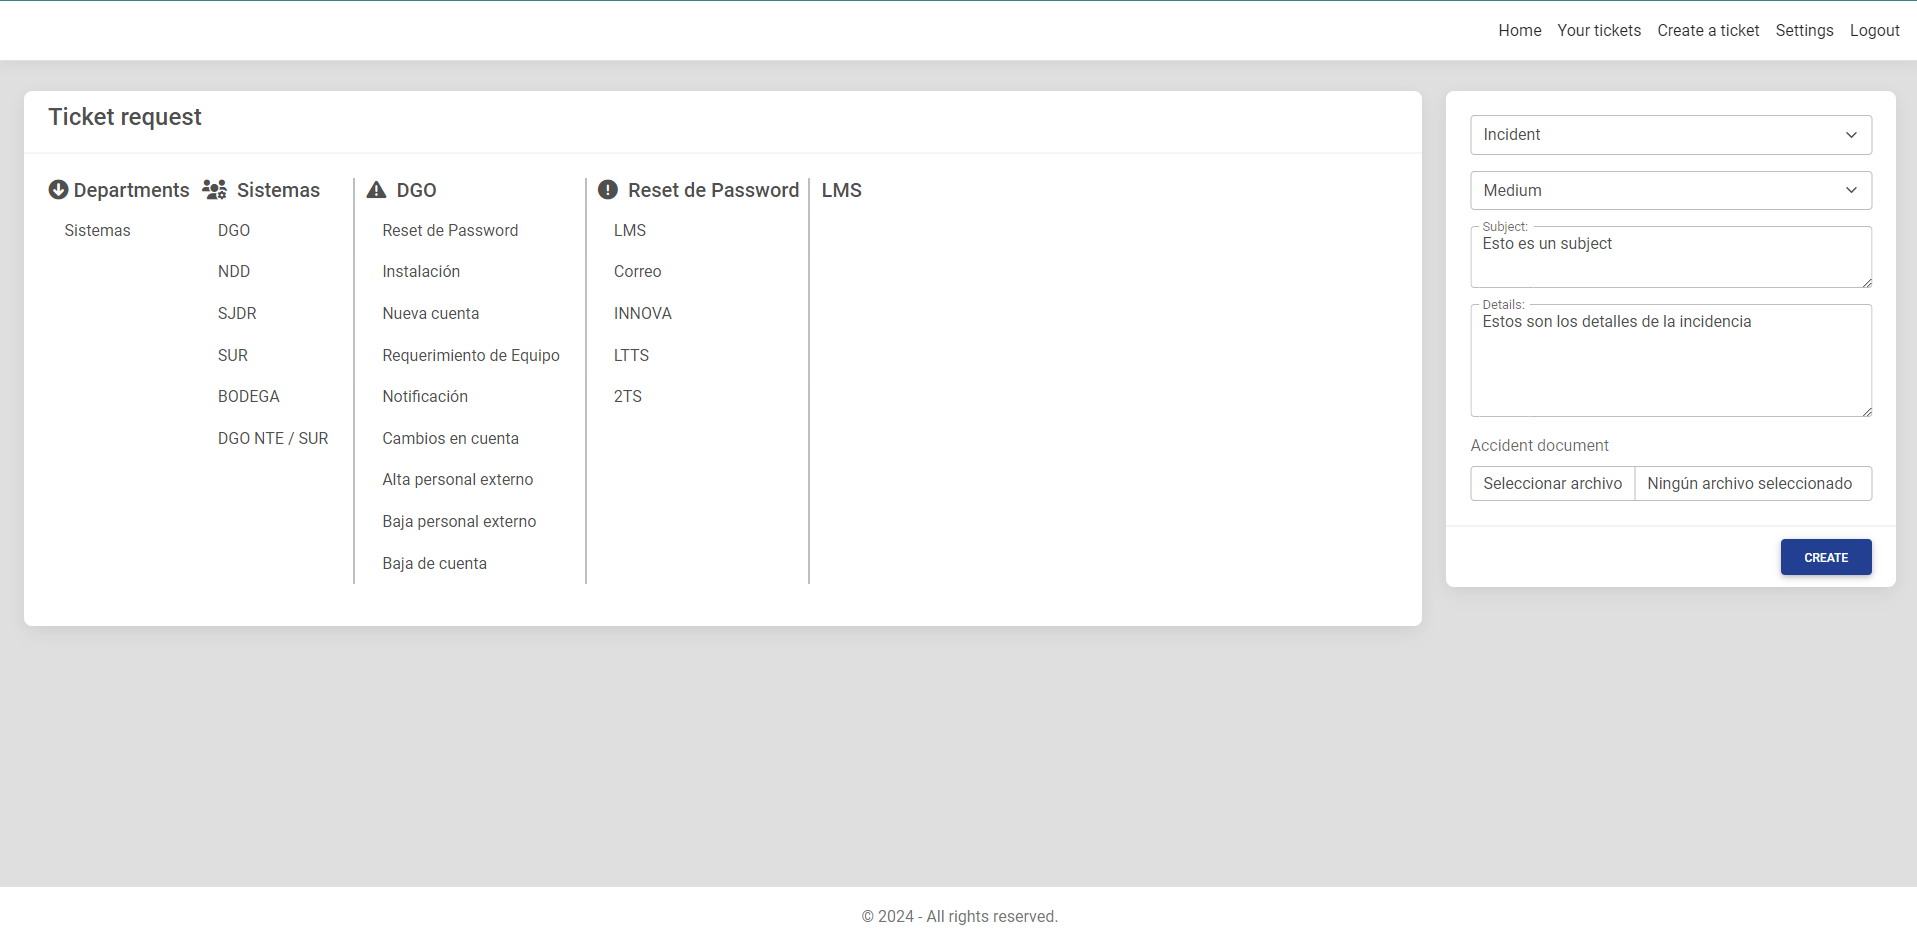 Home Your tickets Create a ticket Settings Logout
Ticket request
Departments
Sistemas
Sistemas
DGO
NDD
SJDR
SUR
BODEGA
DGO NTE / SUR
DGO
Reset de Password
Instalación
Nueva cuenta
Requerimiento de Equipo
Notificación
Cambios en cuenta
Alta personal externo
Baja personal externo
Baja de cuenta
Reset de Password
LMS
Correo
INNOVA
LTTS
2TS
LMS
Incident
Medium
Subject:
Esto es un subject
Details:
Estos son los detalles de la incidencia
Accident document
Seleccionar archivo Ningún archivo seleccionado
CREATE
© 2024 - All rights reserved.